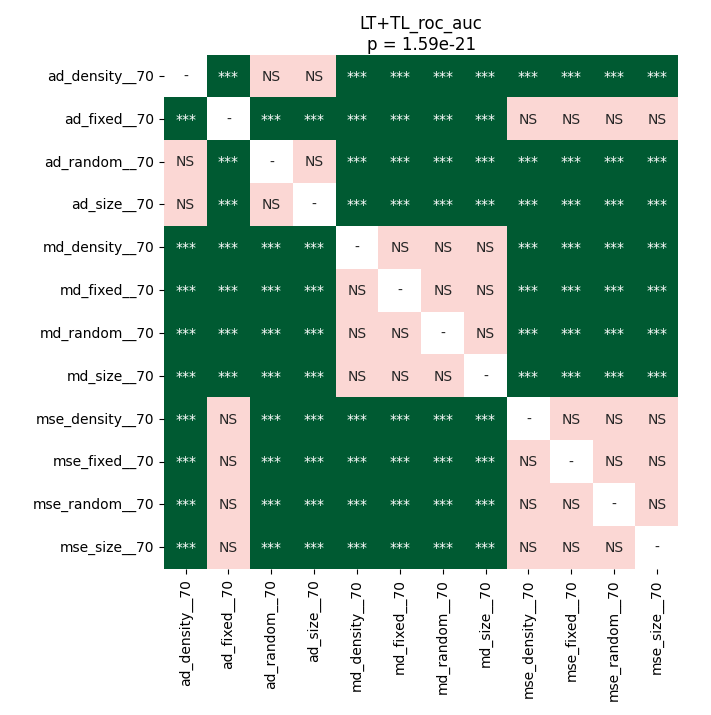 LT+TL_roc_auc
p = 1.59e-21
ad_density__70 - *** NS NS *** *** *** *** *** *** *** ***
ad_fixed__70 *** - *** *** *** *** *** *** NS NS NS NS
ad_random__70 NS *** - NS *** *** *** *** *** *** *** ***
ad_size__70 NS *** NS - *** *** *** *** *** *** *** ***
md_density__70 *** *** *** *** - NS NS NS *** *** *** ***
md_fixed__70 *** *** *** *** NS - NS NS *** *** *** ***
md_random__70 *** *** *** *** NS NS - NS *** *** *** ***
md_size__70 *** *** *** *** NS NS NS - *** *** *** ***
mse_density__70 *** NS *** *** *** *** *** *** - NS NS NS
mse_fixed__70 *** NS *** *** *** *** *** *** NS - NS NS
mse_random__70 *** NS *** *** *** *** *** *** NS NS - NS
mse_size__70 *** NS *** *** *** *** *** *** NS NS NS -
ad_density__70
ad_fixed__70
ad_random__70
ad_size__70
md_density__70
md_fixed__70
md_random__70
md_size__70
mse_density__70
mse_fixed__70
mse_random__70
mse_size__70